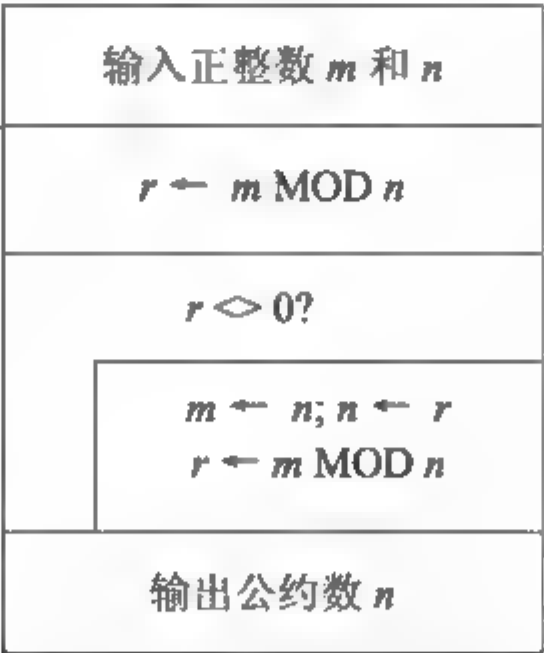 输入正整数 m 和 n
r ← m MOD n
r <> 0?
m ← n; n ← r
r ← m MOD n
输出公约数 n